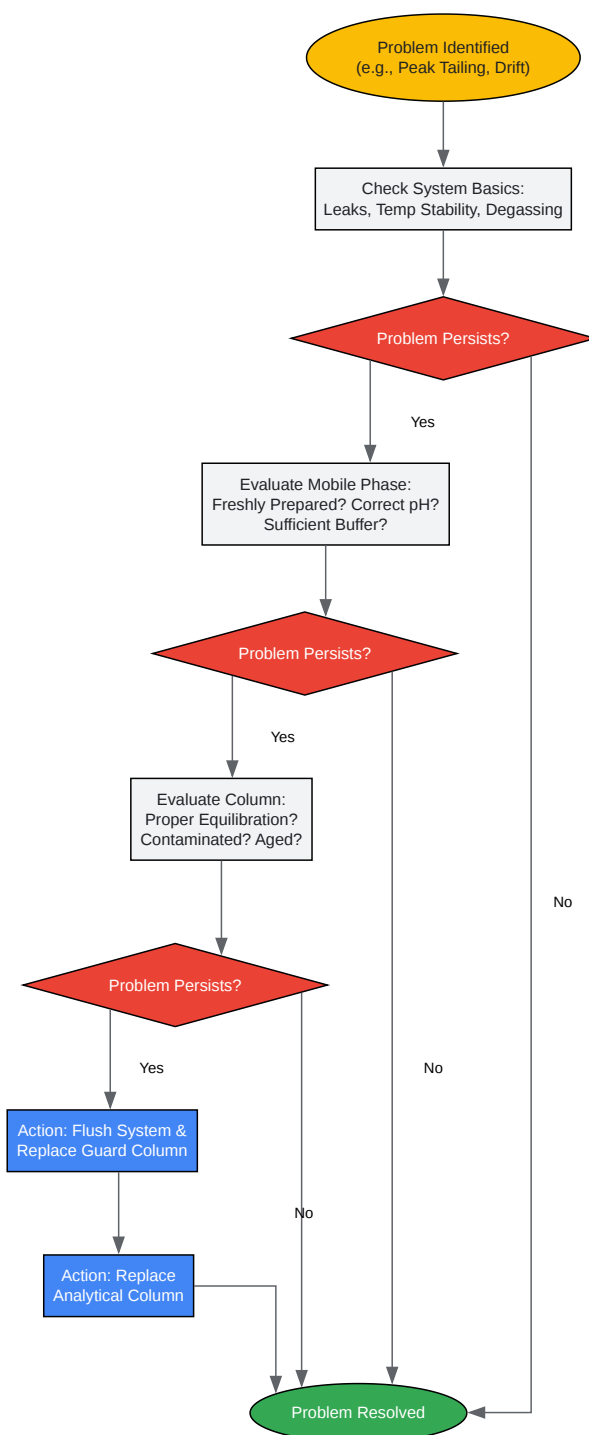 Problem Identified
(e.g., Peak Tailing, Drift)
Check System Basics:
Leaks, Temp Stability, Degassing
Problem Persists?
Yes
Evaluate Mobile Phase:
Freshly Prepared? Correct pH?
Sufficient Buffer?
Problem Persists?
Yes
Evaluate Column:
Proper Equilibration?
Contaminated? Aged?
No
Problem Persists?
Yes
No
Action: Flush System &
Replace Guard Column
No
Action: Replace
Analytical Column
Problem Resolved